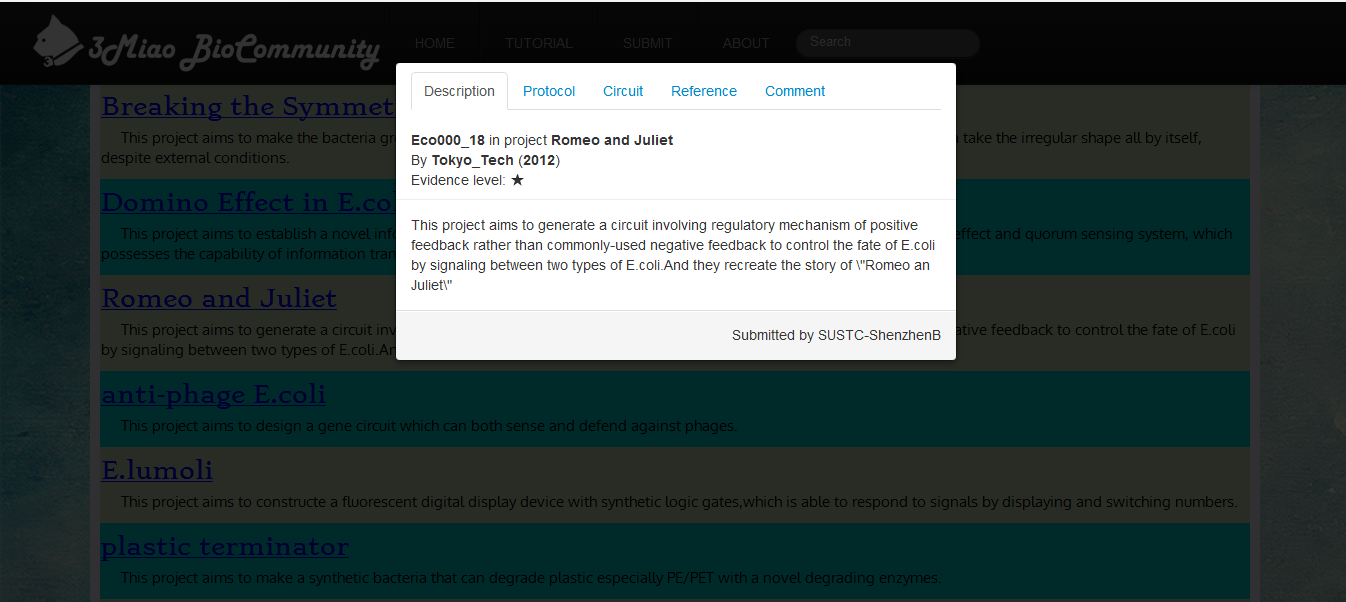 3Miao BioCommunity
HOME TUTORIAL SUBMIT ABOUT Search
Description Protocol Circuit Reference Comment
Eco000_18 in project Romeo and Juliet
By Tokyo_Tech (2012)
Evidence level: ★
This project aims to generate a circuit involving regulatory mechanism of positive
feedback rather than commonly-used negative feedback to control the fate of E.coli
by signaling between two types of E.coli.And they recreate the story of \"Romeo an
Juliet\"
Submitted by SUSTC-ShenzhenB
Breaking the Symmet
This project aims to make the bacteria gr take the irregular shape all by itself,
despite external conditions.
Domino Effect in E.co
This project aims to establish a novel inf effect and quorum sensing system, which
possesses the capability of information tran
Romeo and Juliet
This project aims to generate a circuit inv ative feedback to control the fate of E.coli
by signaling between two types of E.coli.An
anti-phage E.coli
This project aims to design a gene circuit which can both sense and defend against phages.
E.lumoli
This project aims to constructe a fluorescent digital display device with synthetic logic gates,which is able to respond to signals by displaying and switching numbers.
plastic terminator
This project aims to make a synthetic bacteria that can degrade plastic especially PE/PET with a novel degrading enzymes.